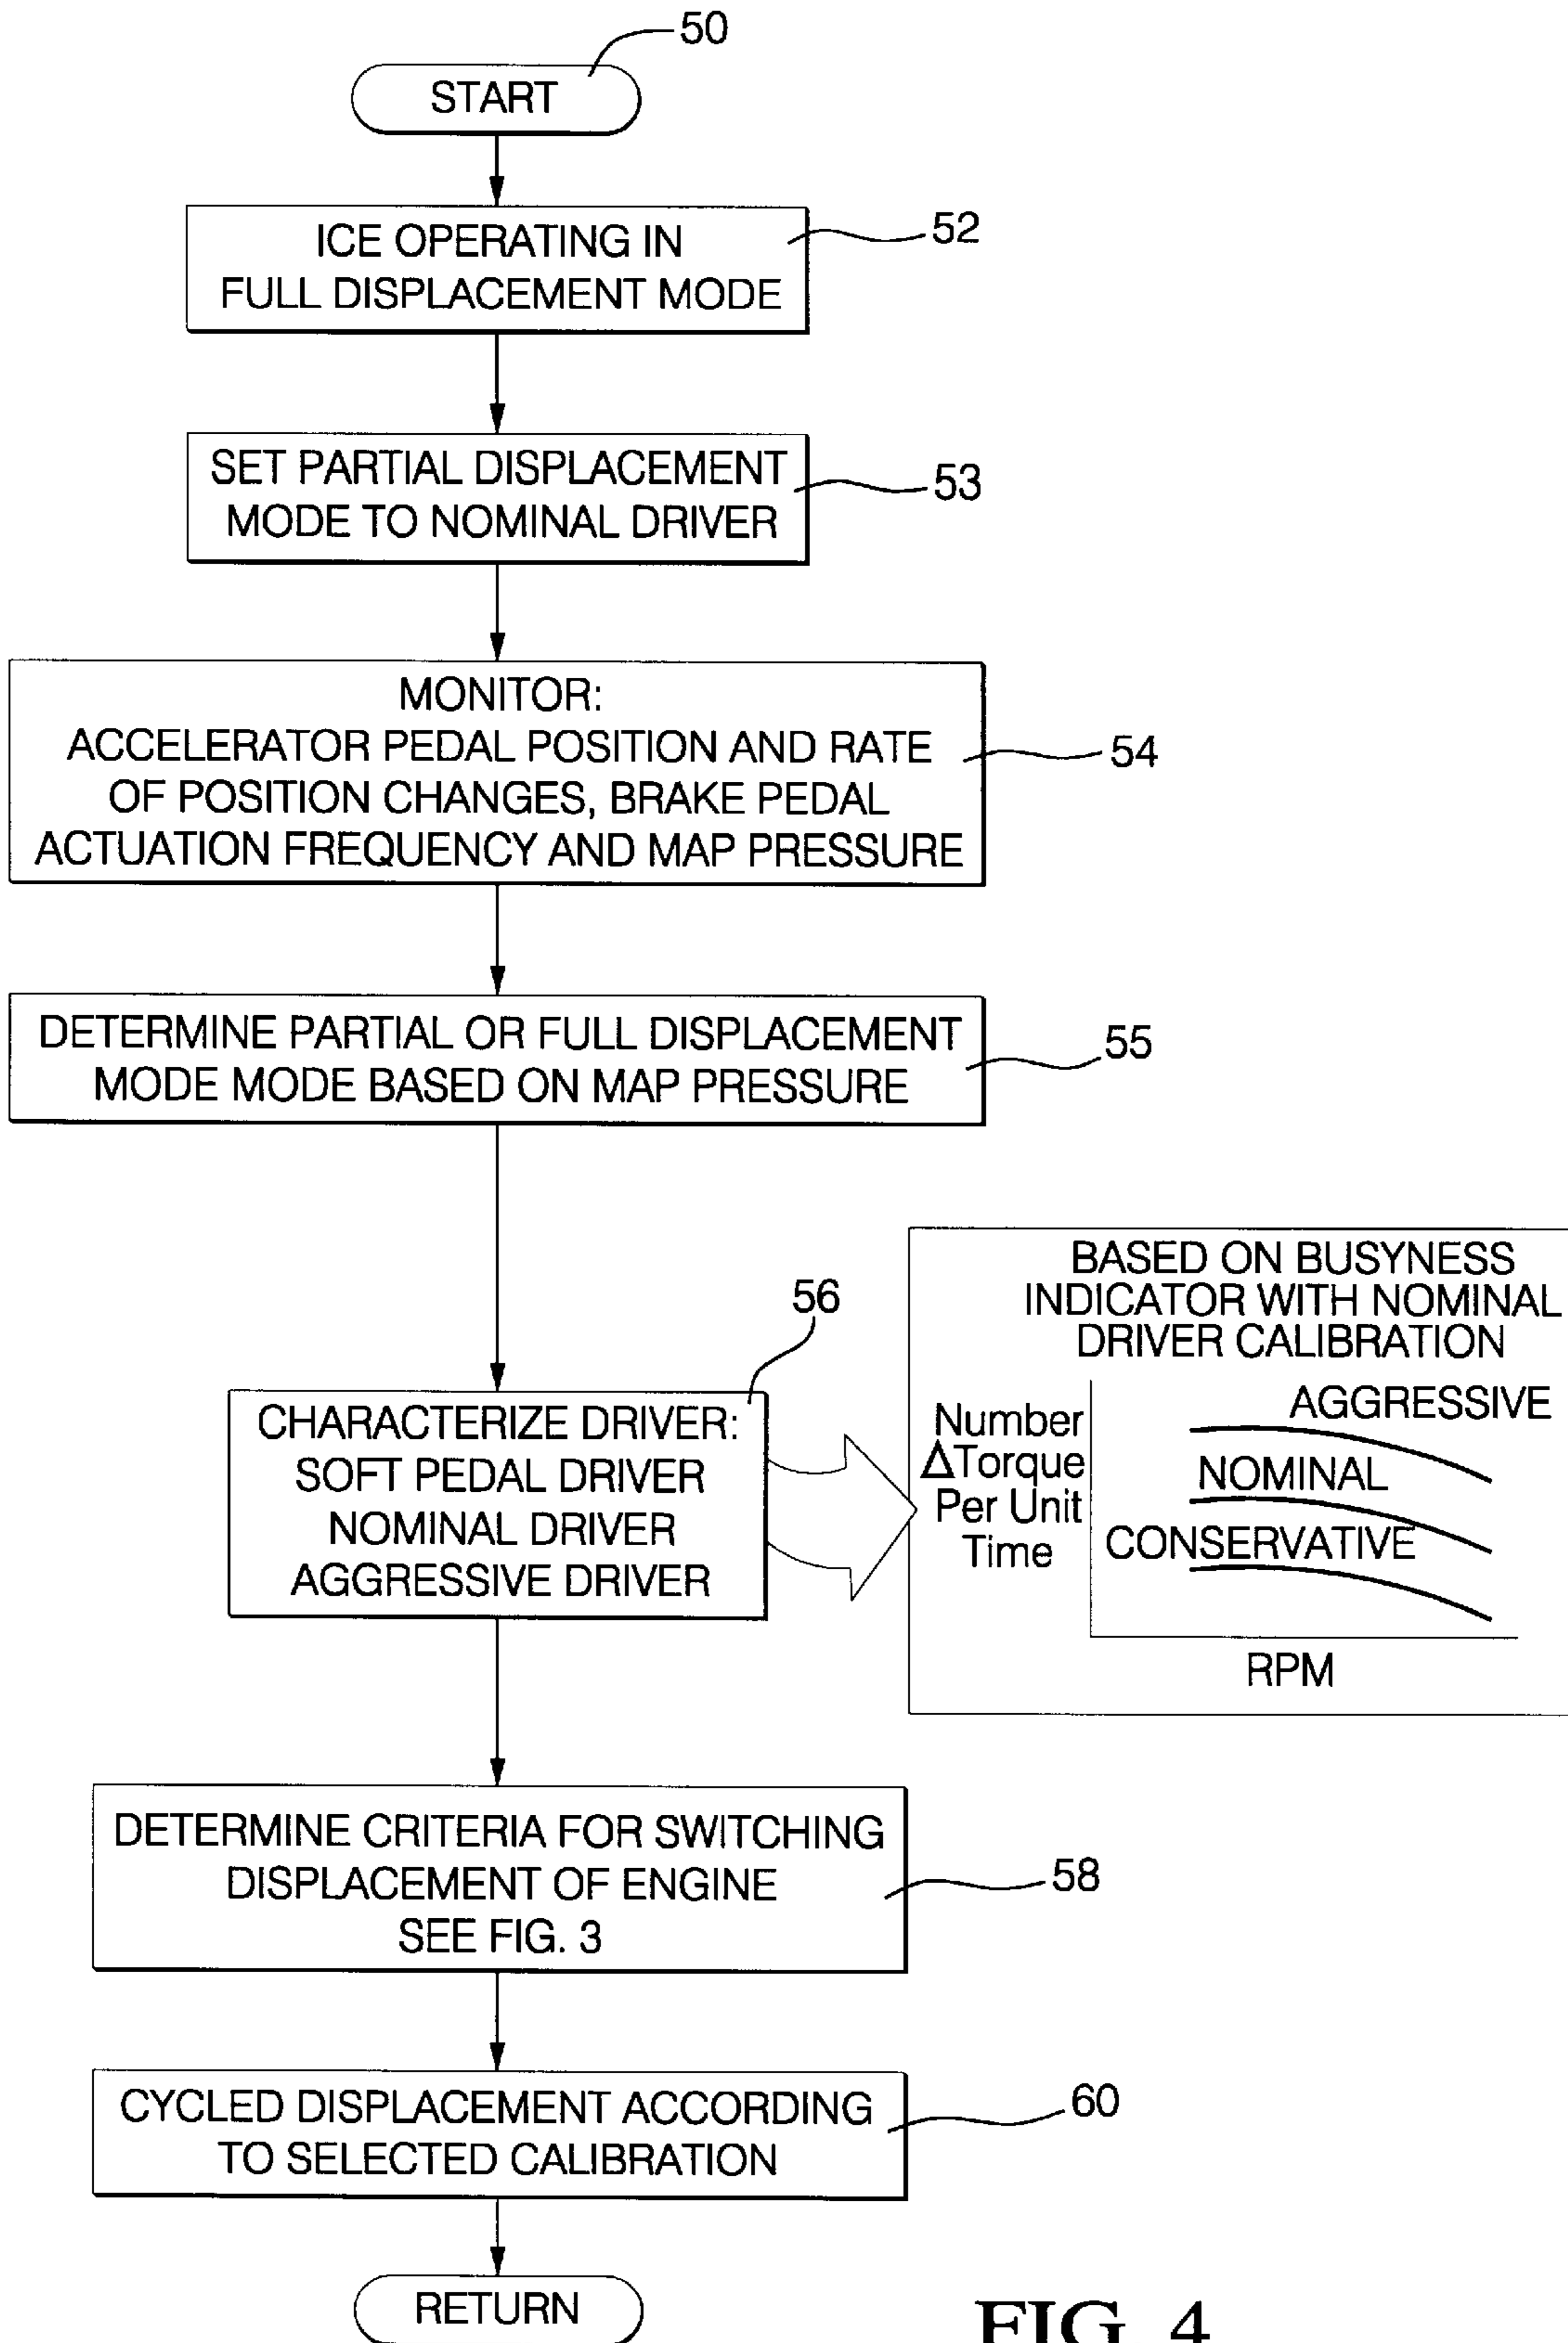 50
START
ICE OPERATING IN
FULL DISPLACEMENT MODE
52
SET PARTIAL DISPLACEMENT
MODE TO NOMINAL DRIVER
53
MONITOR:
ACCELERATOR PEDAL POSITION AND RATE
OF POSITION CHANGES, BRAKE PEDAL
ACTUATION FREQUENCY AND MAP PRESSURE
54
DETERMINE PARTIAL OR FULL DISPLACEMENT
MODE MODE BASED ON MAP PRESSURE
55
56
CHARACTERIZE DRIVER:
SOFT PEDAL DRIVER
NOMINAL DRIVER
AGGRESSIVE DRIVER
BASED ON BUSYNESS
INDICATOR WITH NOMINAL
DRIVER CALIBRATION
Number
ΔTorque
Per Unit
Time
AGGRESSIVE
NOMINAL
CONSERVATIVE
RPM
DETERMINE CRITERIA FOR SWITCHING
DISPLACEMENT OF ENGINE
SEE FIG. 3
58
CYCLED DISPLACEMENT ACCORDING
TO SELECTED CALIBRATION
60
RETURN
FIG. 4